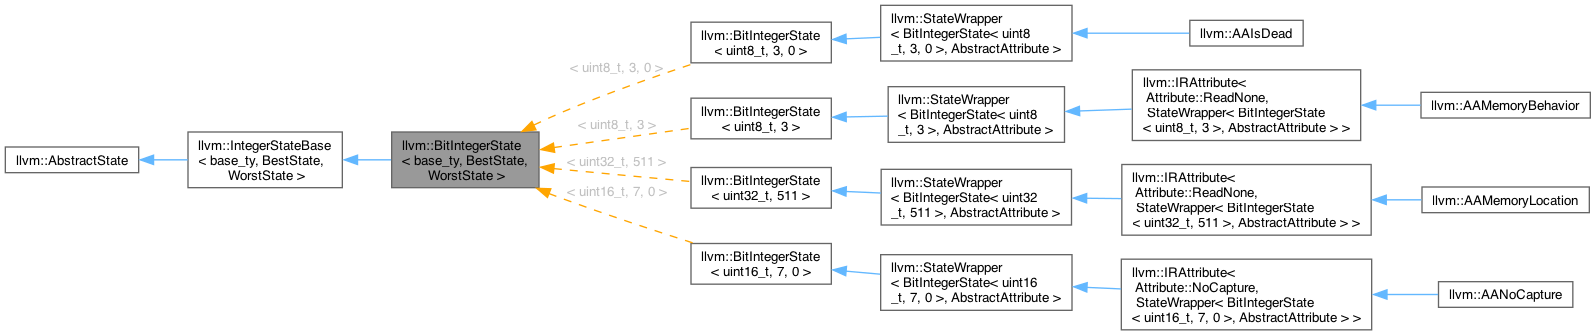 llvm::AbstractState
llvm::IntegerStateBase
< base_ty, BestState,
WorstState >
llvm::BitIntegerState
< base_ty, BestState,
WorstState >
< uint8_t, 3, 0 >
< uint8_t, 3 >
< uint32_t, 511 >
< uint16_t, 7, 0 >
llvm::BitIntegerState
< uint8_t, 3, 0 >
llvm::StateWrapper
< BitIntegerState< uint8
_t, 3, 0 >, AbstractAttribute >
llvm::AAIsDead
llvm::BitIntegerState
< uint8_t, 3 >
llvm::StateWrapper
< BitIntegerState< uint8
_t, 3 >, AbstractAttribute >
llvm::IRAttribute<
Attribute::ReadNone,
StateWrapper< BitIntegerState
< uint8_t, 3 >, AbstractAttribute > >
llvm::AAMemoryBehavior
llvm::BitIntegerState
< uint32_t, 511 >
llvm::StateWrapper
< BitIntegerState< uint32
_t, 511 >, AbstractAttribute >
llvm::IRAttribute<
Attribute::ReadNone,
StateWrapper< BitIntegerState
< uint32_t, 511 >, AbstractAttribute > >
llvm::AAMemoryLocation
llvm::BitIntegerState
< uint16_t, 7, 0 >
llvm::StateWrapper
< BitIntegerState< uint16
_t, 7, 0 >, AbstractAttribute >
llvm::IRAttribute<
Attribute::NoCapture,
StateWrapper< BitIntegerState
< uint16_t, 7, 0 >, AbstractAttribute > >
llvm::AANoCapture